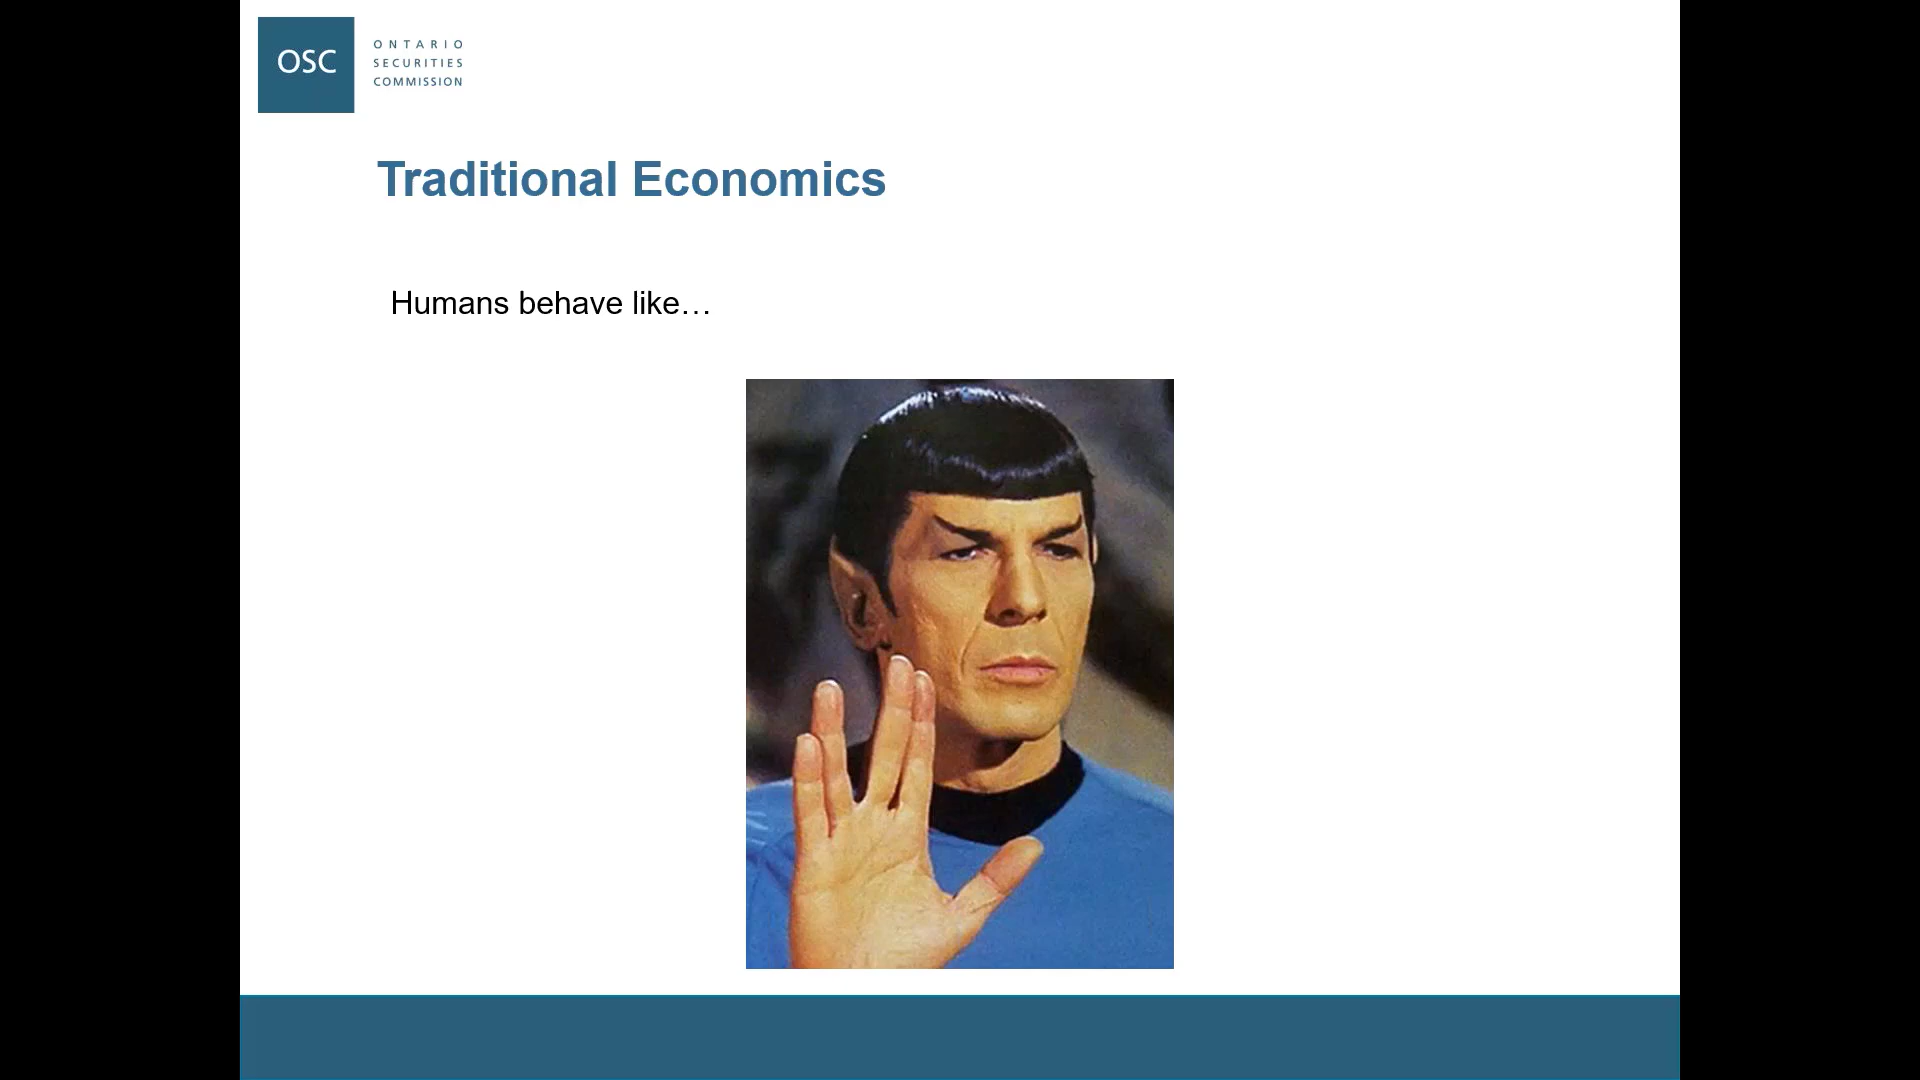 OSC
ONTARIO
SECURITIES
COMMISSION
Traditional Economics
Humans behave like…